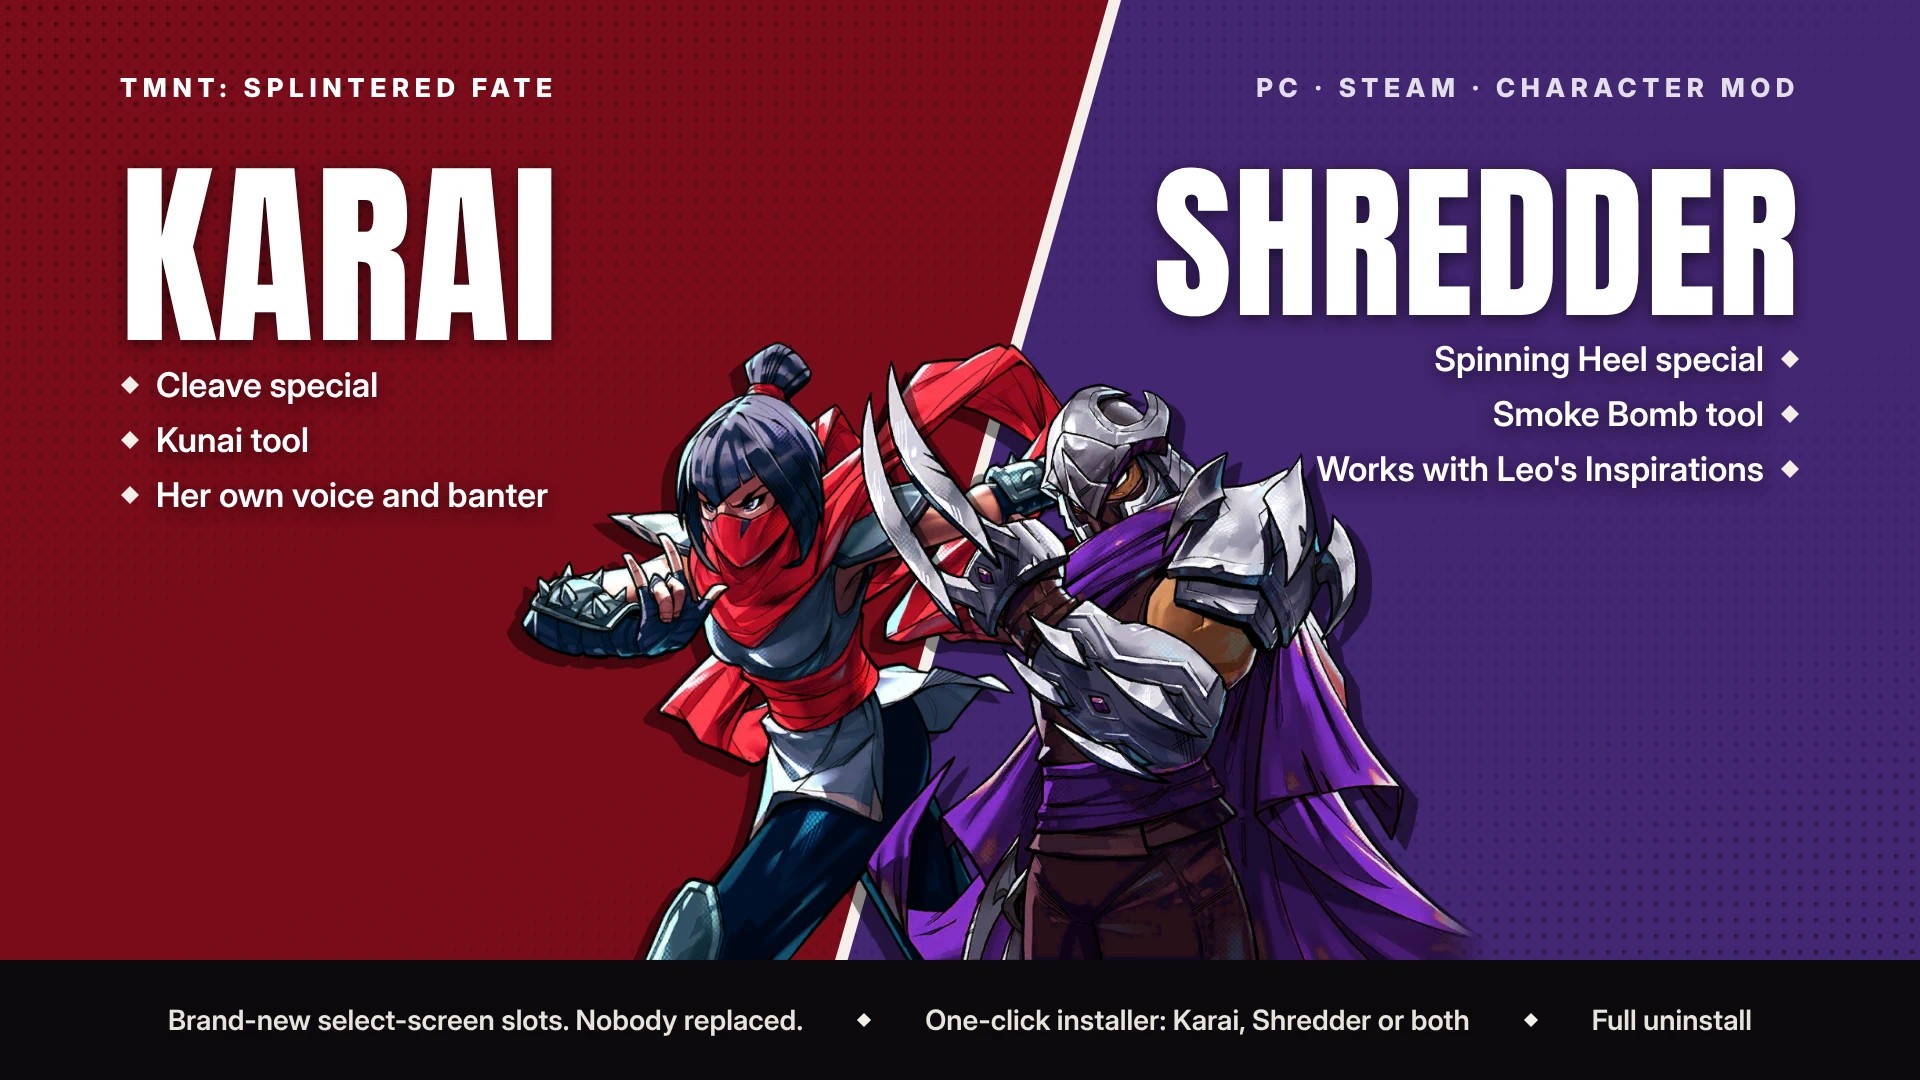 TMNT: SPLINTERED FATE
PC · STEAM · CHARACTER MOD
KARAI
Cleave special
Kunai tool
Her own voice and banter
SHREDDER
Spinning Heel special
Smoke Bomb tool
Works with Leo's Inspirations
Brand-new select-screen slots. Nobody replaced. ◆ One-click installer: Karai, Shredder or both ◆ Full uninstall